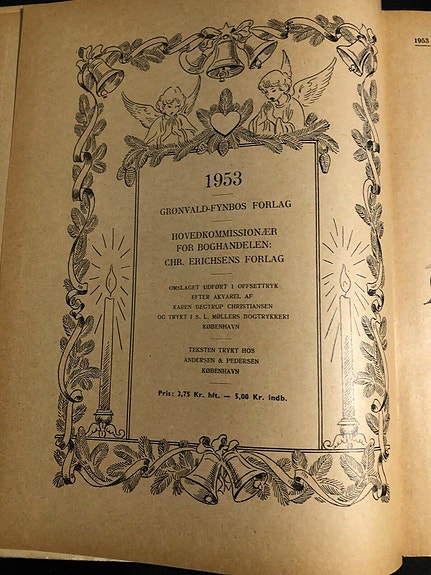 1953
GRØNVALD-FYNBOS FORLAG
HOVEDKOMMISSIONÆR
FOR BOGHANDELEN:
CHR. ERICHSENS FORLAG
OMSLAGET UDFØRT I OFFSETTRYK
EFTER AKVAREL AF
KAREN BEGTRUP CHRISTIANSEN
OG TRYKT I S. L. MØLLERS BOGTRYKKERI
KØBENHAVN
TEKSTEN TRYKT HOS
ANDERSEN & PEDERSEN
KØBENHAVN
Pris: 3,75 Kr. hft. — 5,00 Kr. indb.
1953